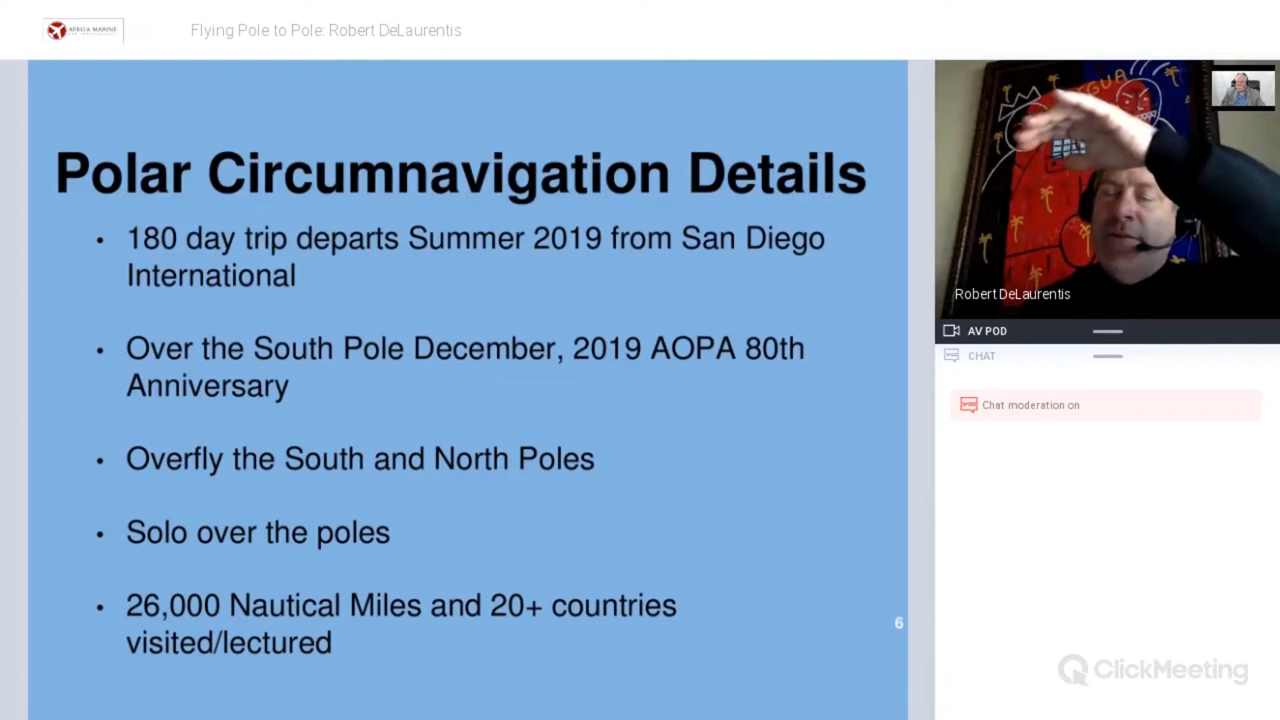 AERO & MARINE
Flying Pole to Pole: Robert DeLaurentis
Polar Circumnavigation Details
• 180 day trip departs Summer 2019 from San Diego
International
• Over the South Pole December, 2019 AOPA 80th
Anniversary
• Overfly the South and North Poles
• Solo over the poles
• 26,000 Nautical Miles and 20+ countries
visited/lectured
6
Robert DeLaurentis
AV POD
CHAT
Chat moderation on
ClickMeeting